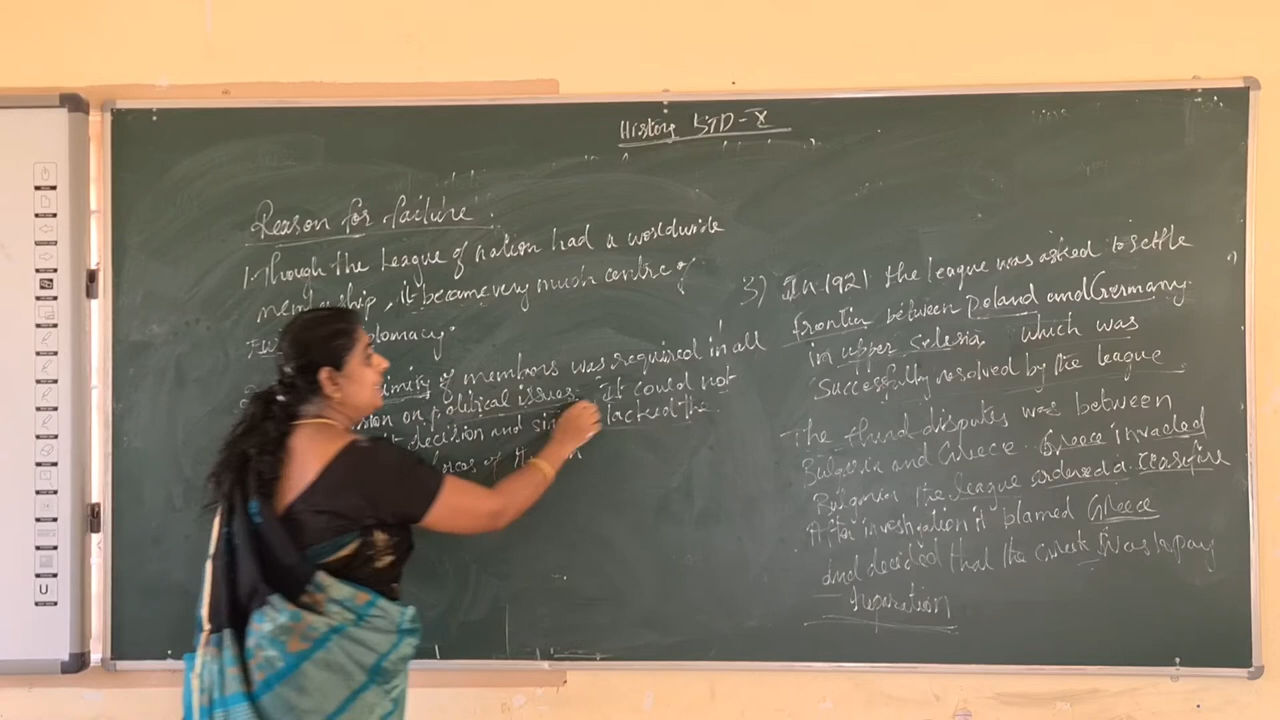 History STD-X
Reason for failure:
1. Though the League of nation had a worldwide
membership, it became very much centre of
diplomacy.
of members was required in all
on political issues. It could not
it decision and lacked the
forces of
3) In 1921 the league was asked to settle
frontier between Poland and Germany.
in upper Silesia, which was
Successfully resolved by the league
The third disputes was between
Bulgaria and Greece. Greece invaded
Bulgaria the league ordered a ceasefire
After investigation it blamed Greece
and decided that the Greek was to pay
reparation
U